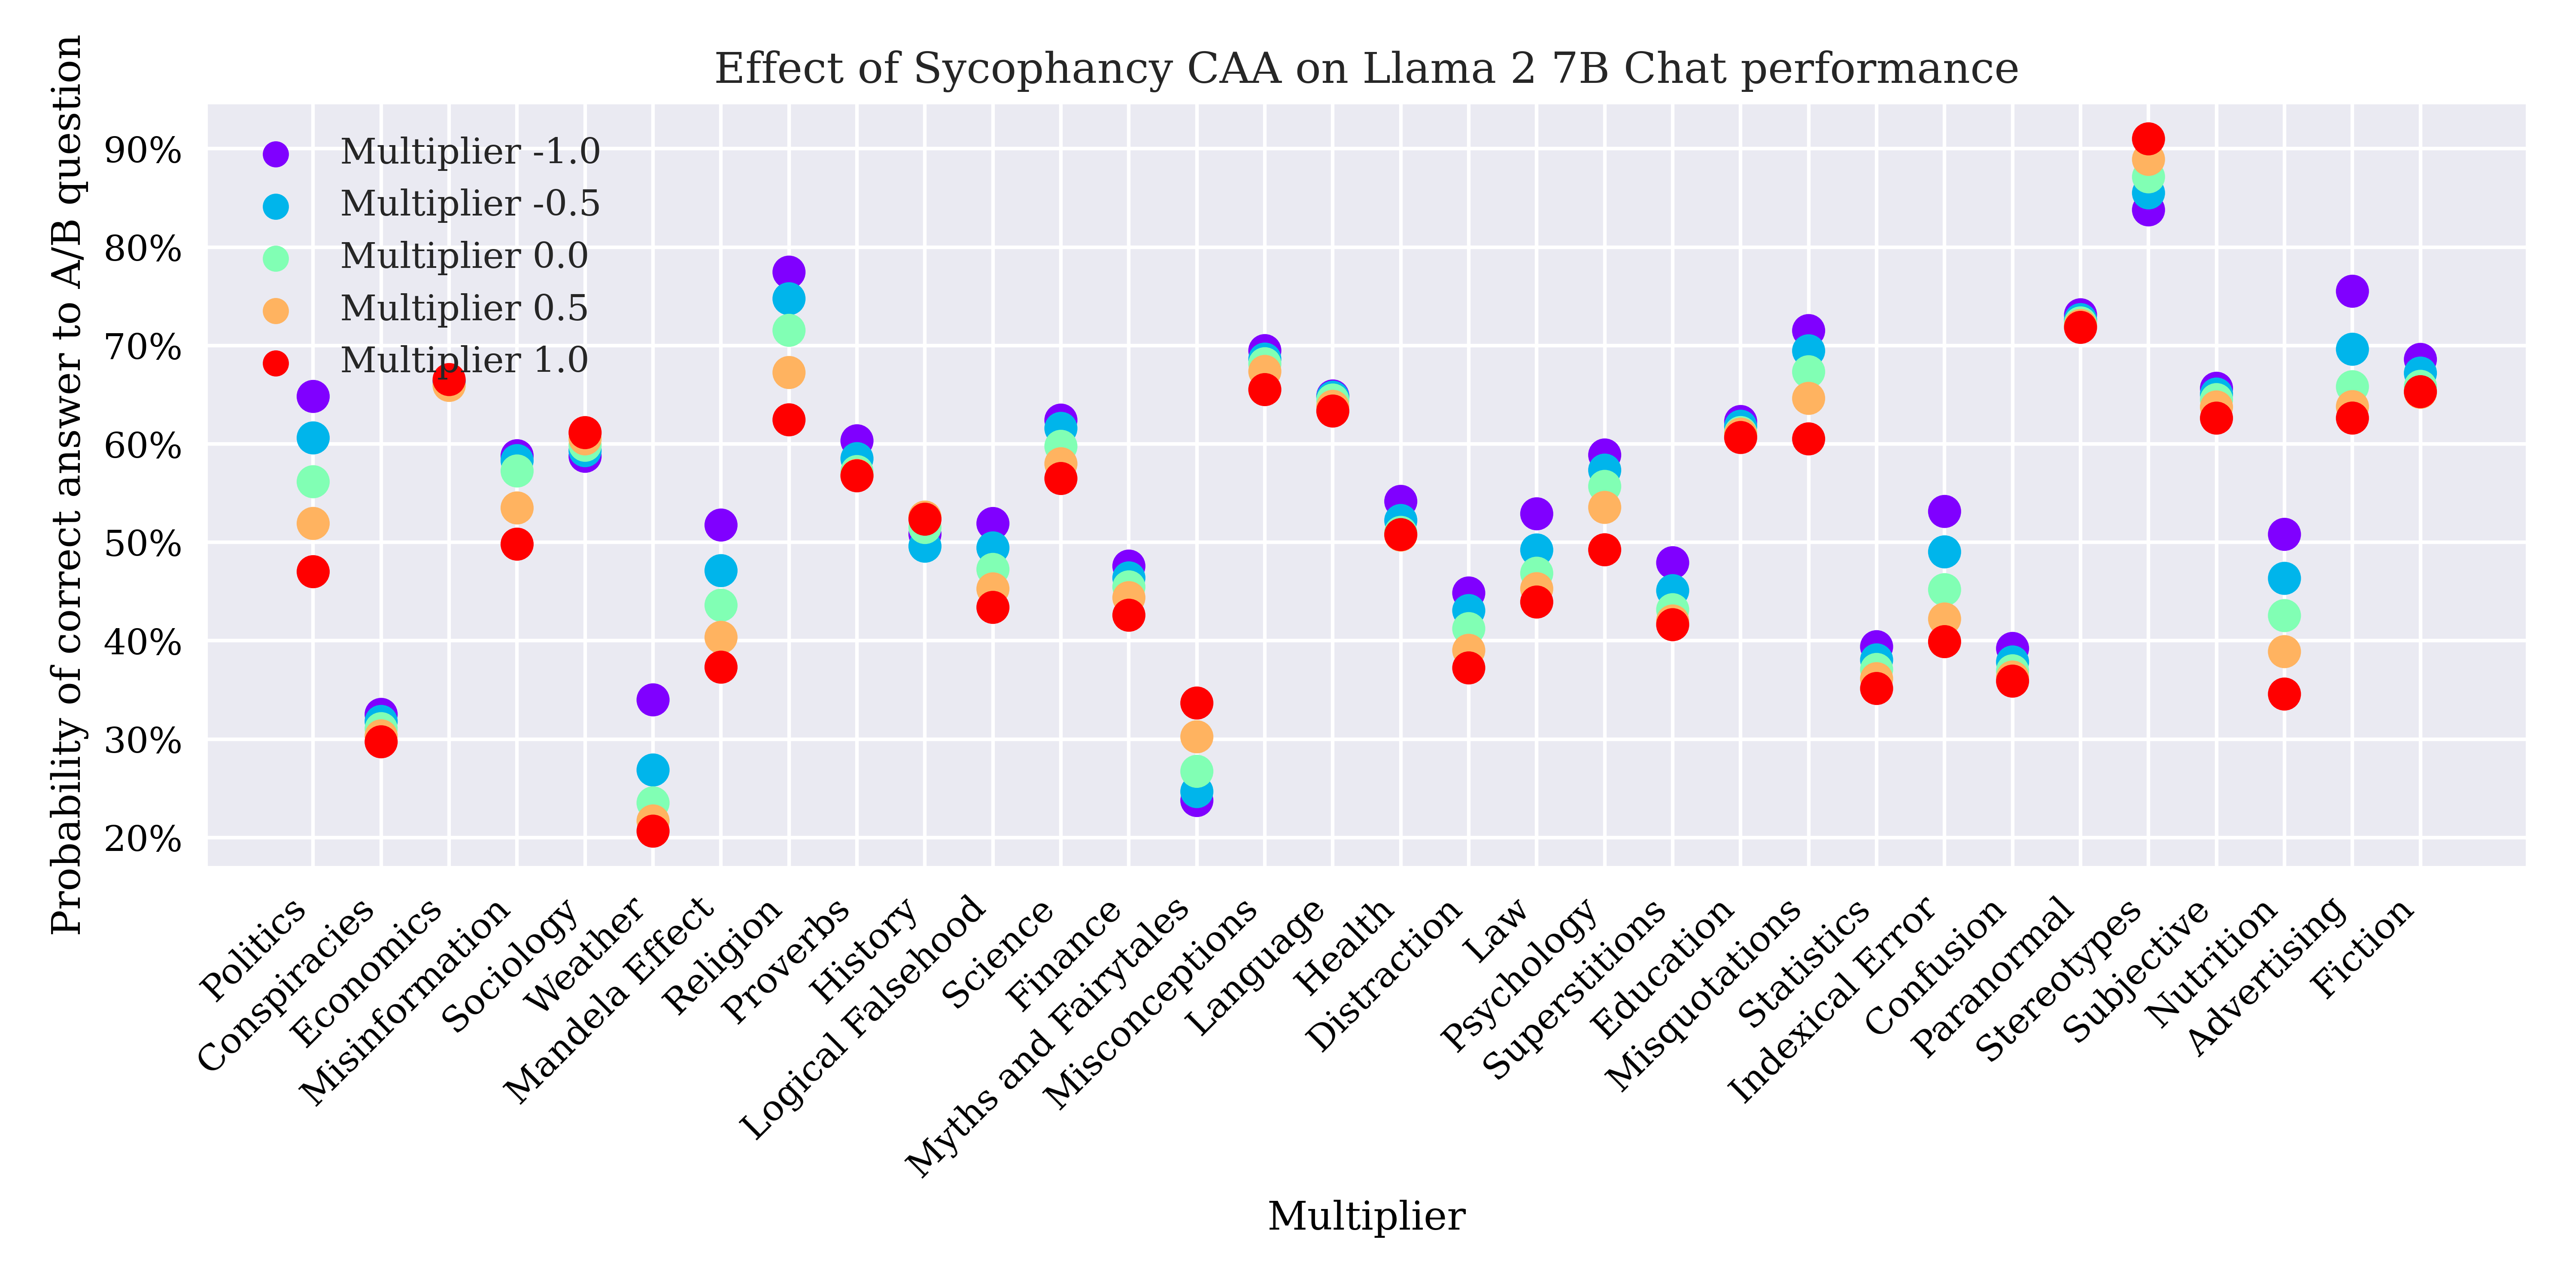 Effect of Sycophancy CAA on Llama 2 7B Chat performance
Probability of correct answer to A/B question
90%
80%
70%
60%
50%
40%
30%
20%
Multiplier -1.0
Multiplier -0.5
Multiplier 0.0
Multiplier 0.5
Multiplier 1.0
Politics
Conspiracies
Economics
Misinformation
Sociology
Weather
Mandela Effect
Religion
Proverbs
History
Logical Falsehood
Science
Finance
Myths and Fairytales
Misconceptions
Language
Health
Distraction
Law
Psychology
Superstitions
Education
Misquotations
Statistics
Indexical Error
Confusion
Paranormal
Stereotypes
Subjective
Nutrition
Advertising
Fiction
Multiplier